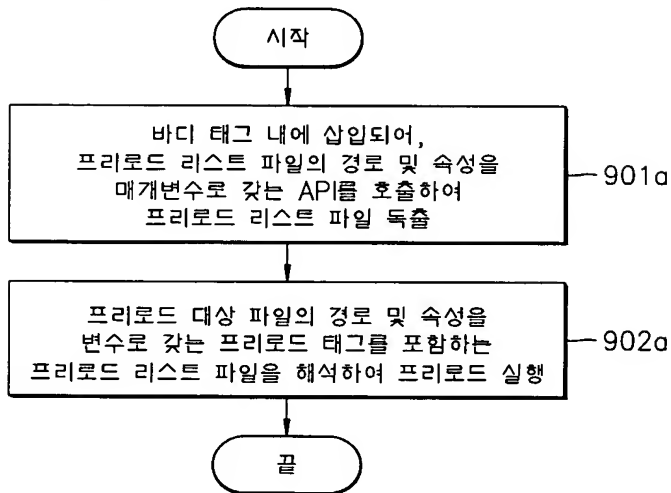 시작
바디 태그 내에 삽입되어,
프리로드 리스트 파일의 경로 및 속성을
매개변수로 갖는 API를 호출하여
프리로드 리스트 파일 독출
901a
프리로드 대상 파일의 경로 및 속성을
변수로 갖는 프리로드 태그를 포함하는
프리로드 리스트 파일을 해석하여 프리로드 실행
902a
끝